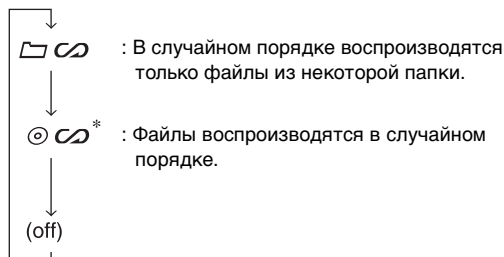 : В случайном порядке воспроизводятся
только файлы из некоторой папки.
* : Файлы воспроизводятся в случайном
порядке.
(off)